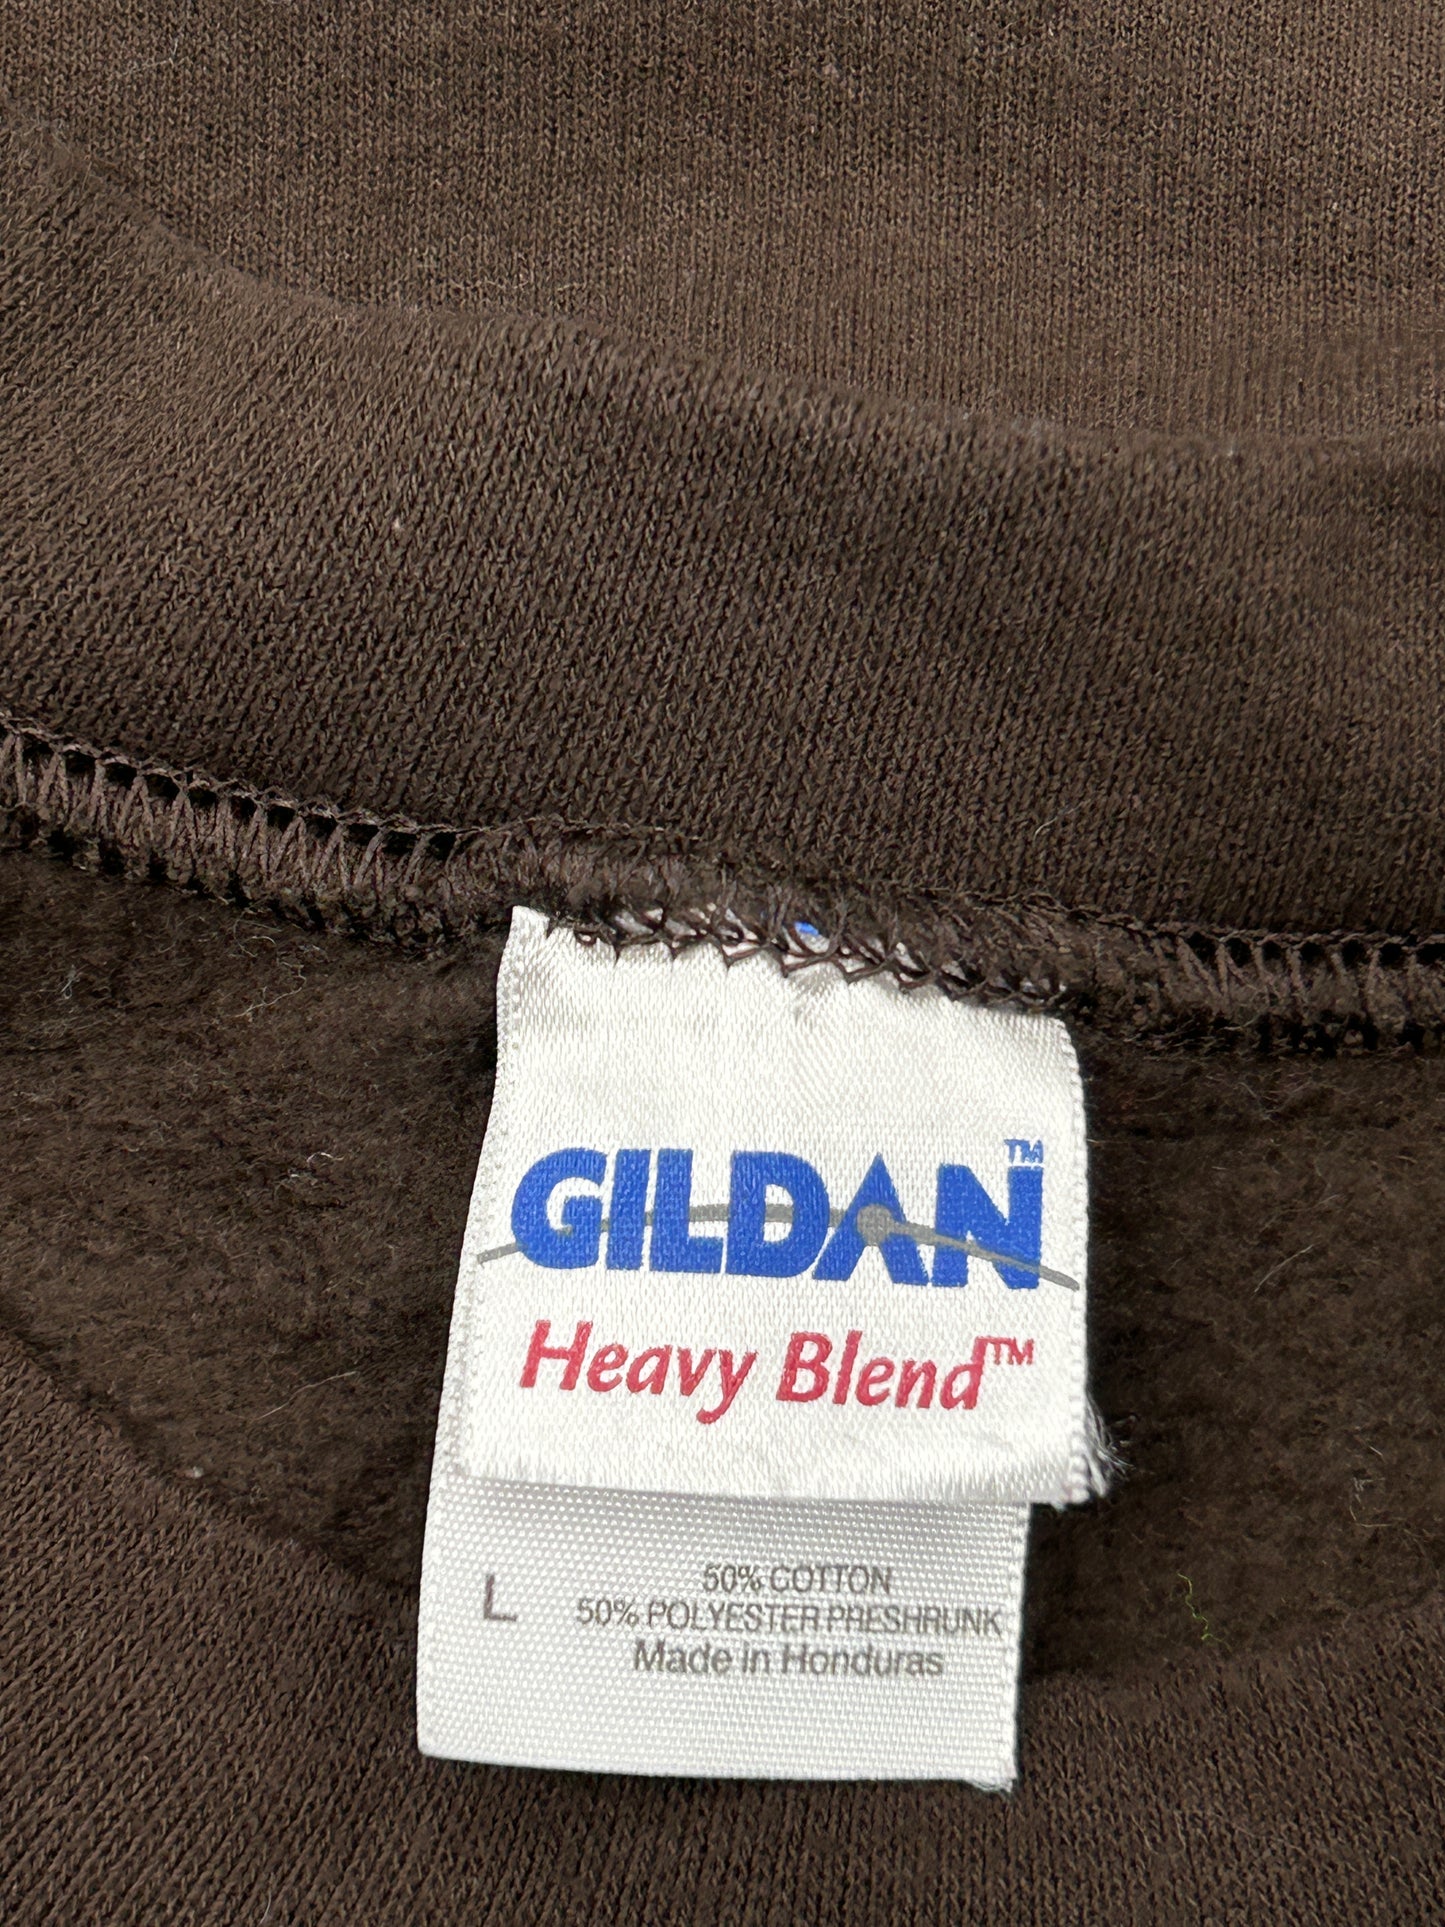 GILDAN™
Heavy Blend™
L
50% COTTON
50% POLYESTER PRESHRUNK
Made in Honduras